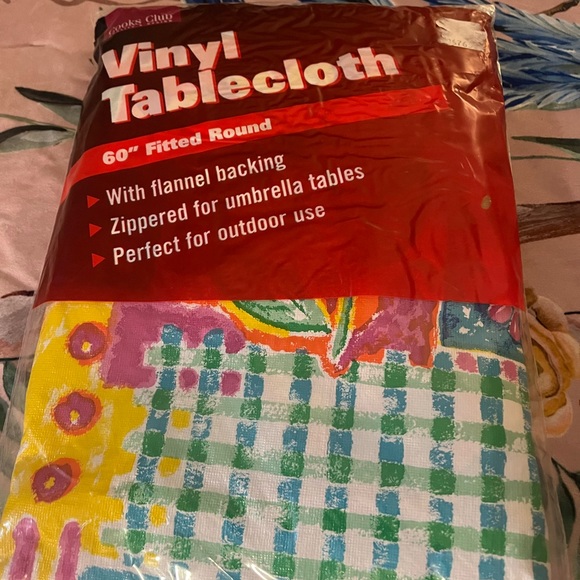 Cooks Club
Vinyl
Tablecloth
60" Fitted Round
With flannel backing
Zippered for umbrella tables
Perfect for outdoor use